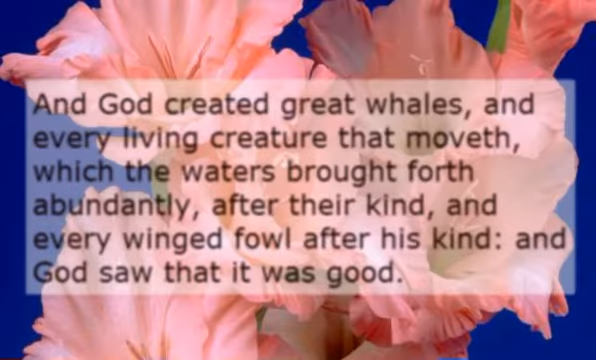 And God created great whales, and
every living creature that moveth,
which the waters brought forth
abundantly, after their kind, and
every winged fowl after his kind: and
God saw that it was good.